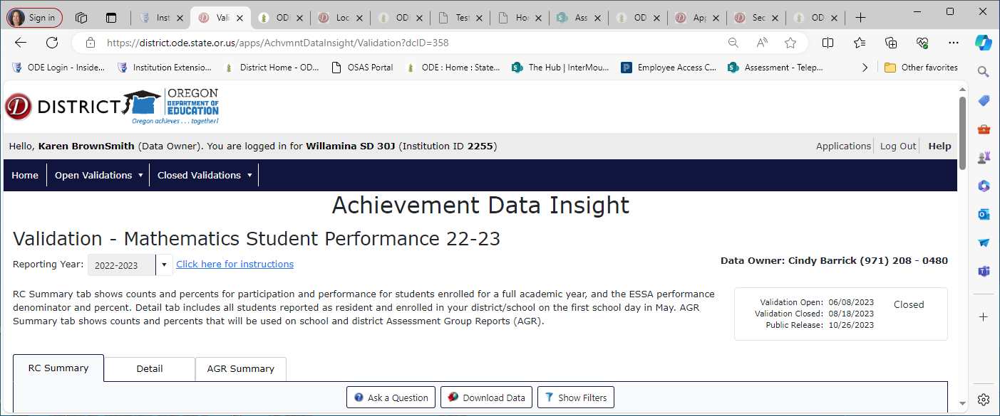 Sign in
Inst
Vali
ODE
Loc
OD
Test
Hor
Ass
OD
App
Sec
OD
https://district.ode.state.or.us/apps/AchvmntDataInsight/Validation?dcID=358
ODE Login - Inside...
Institution Extensio...
District Home - OD...
OSAS Portal
ODE : Home : State...
The Hub | InterMou...
Employee Access C...
Assessment - Telep...
Other favorites
DISTRICT
OREGON
DEPARTMENT OF
EDUCATION
Oregon achieves . . . together!
Hello, Karen BrownSmith (Data Owner). You are logged in for Willamina SD 30J (Institution ID 2255)
Applications
Log Out
Help
Home
Open Validations
Closed Validations
Achievement Data Insight
Validation - Mathematics Student Performance 22-23
Reporting Year:
2022-2023
Click here for instructions
Data Owner: Cindy Barrick (971) 208 - 0480
RC Summary tab shows counts and percents for participation and performance for students enrolled for a full academic year, and the ESSA performance
denominator and percent. Detail tab includes all students reported as resident and enrolled in your district/school on the first school day in May. AGR
Summary tab shows counts and percents that will be used on school and district Assessment Group Reports (AGR).
Validation Open: 06/08/2023
Validation Closed: 08/18/2023
Public Release: 10/26/2023
Closed
RC Summary
Detail
AGR Summary
Ask a Question
Download Data
Show Filters